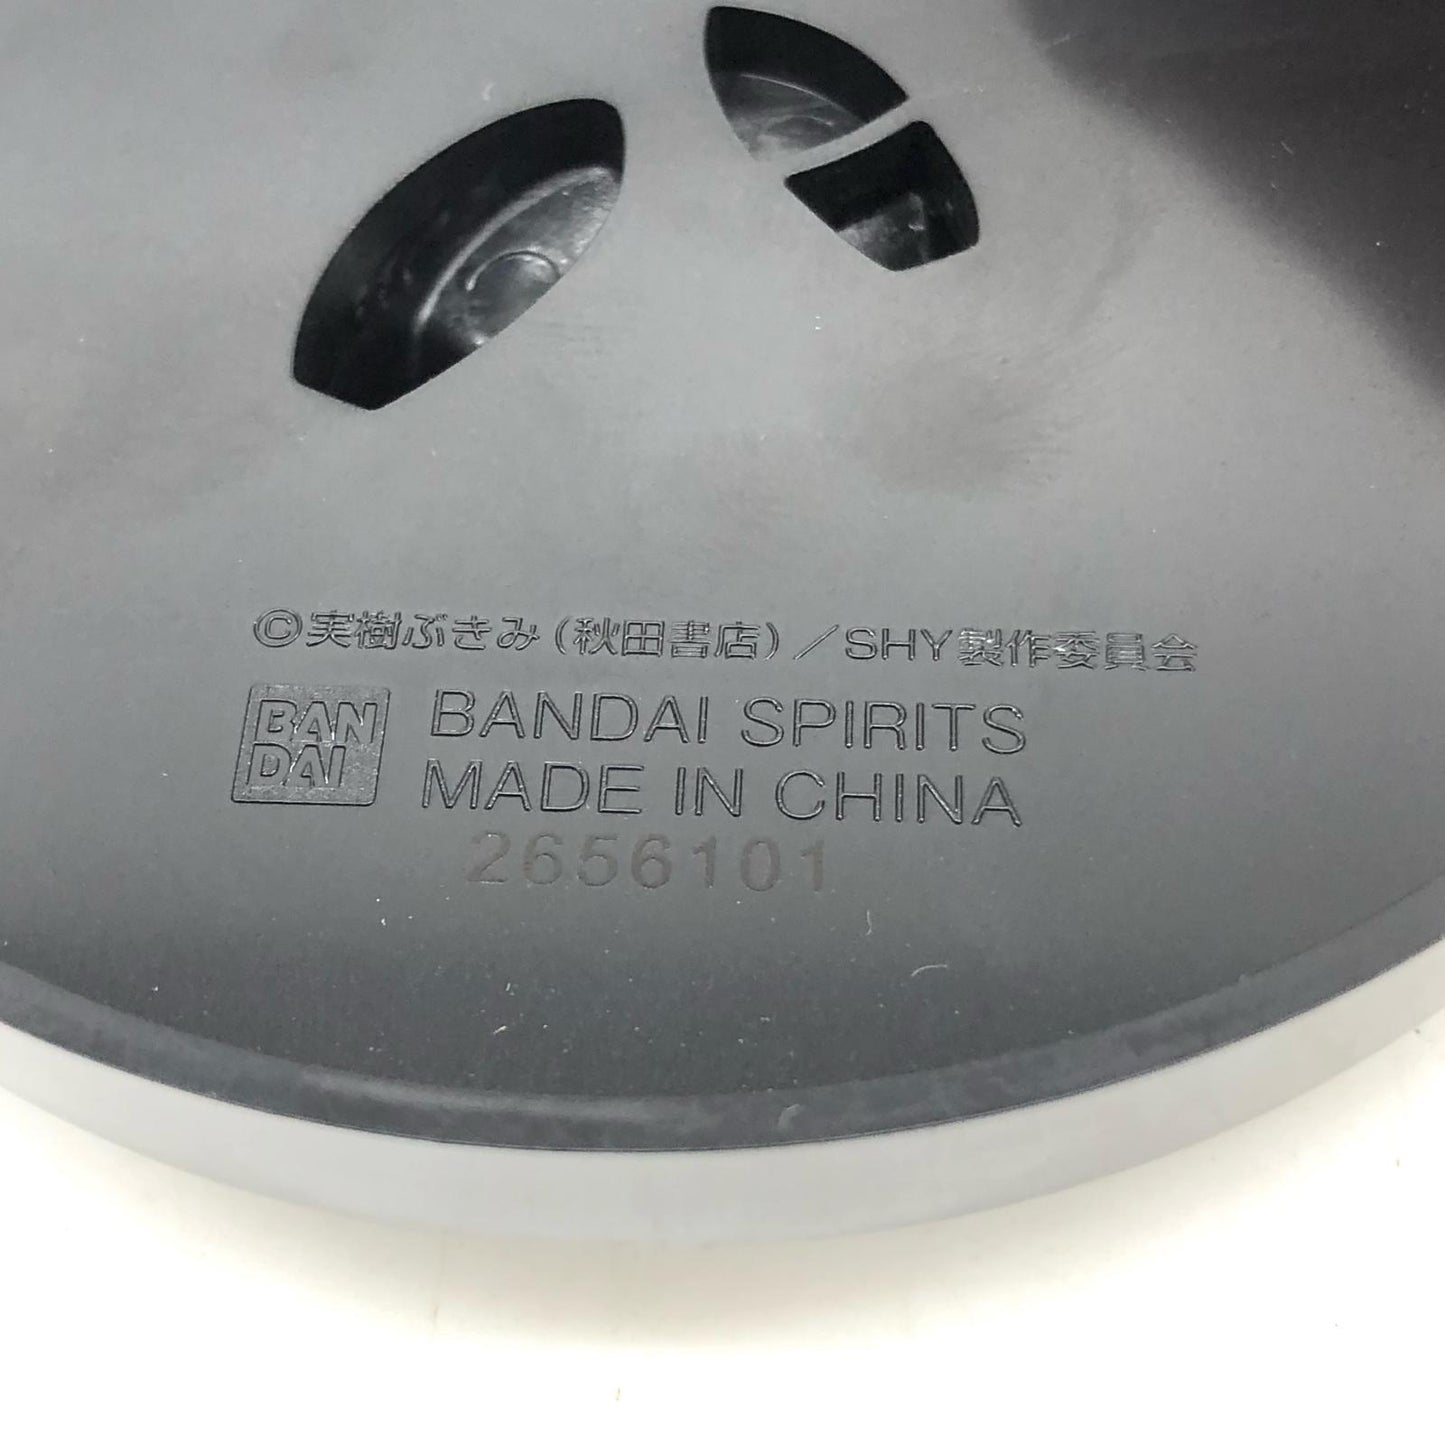 ©実樹ぶきみ(秋田書店)/SHY製作委員会
BAN
DAI
BANDAI SPIRITS
MADE IN CHINA
2656101